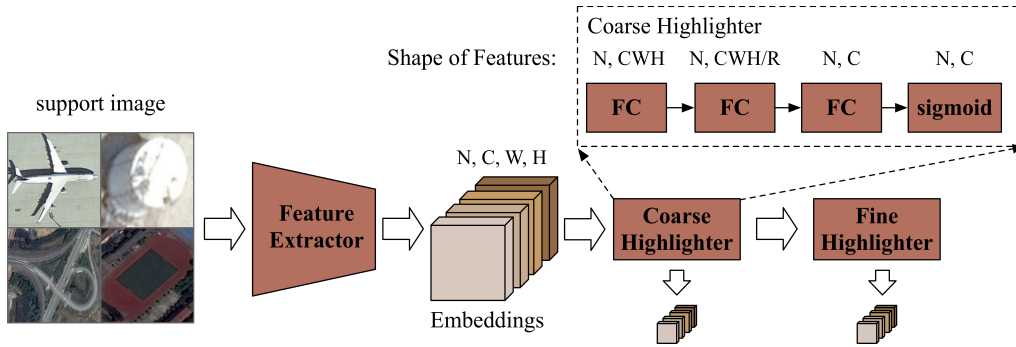 Coarse Highlighter
Shape of Features:
N, CWH
N, CWH/R
N, C
N, C
FC
FC
FC
sigmoid
support image
N, C, W, H
Feature
Extractor
Coarse
Highlighter
Fine
Highlighter
Embeddings